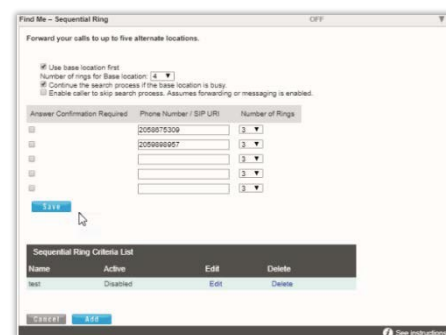 Find Me – Sequential Ring OFF
Forward your calls to up to five alternate locations.
Use base location first
Number of rings for Base location: 4
Continue the search process if the base location is busy.
Enable caller to skip search process. Assumes forwarding or messaging is enabled.
Answer Confirmation Required Phone Number / SIP URI Number of Rings
2058675309 3
2059898957 3
3
3
3
Save
Sequential Ring Criteria List
Name Active Edit Delete
test Disabled Edit Delete
Cancel Add
See instructions